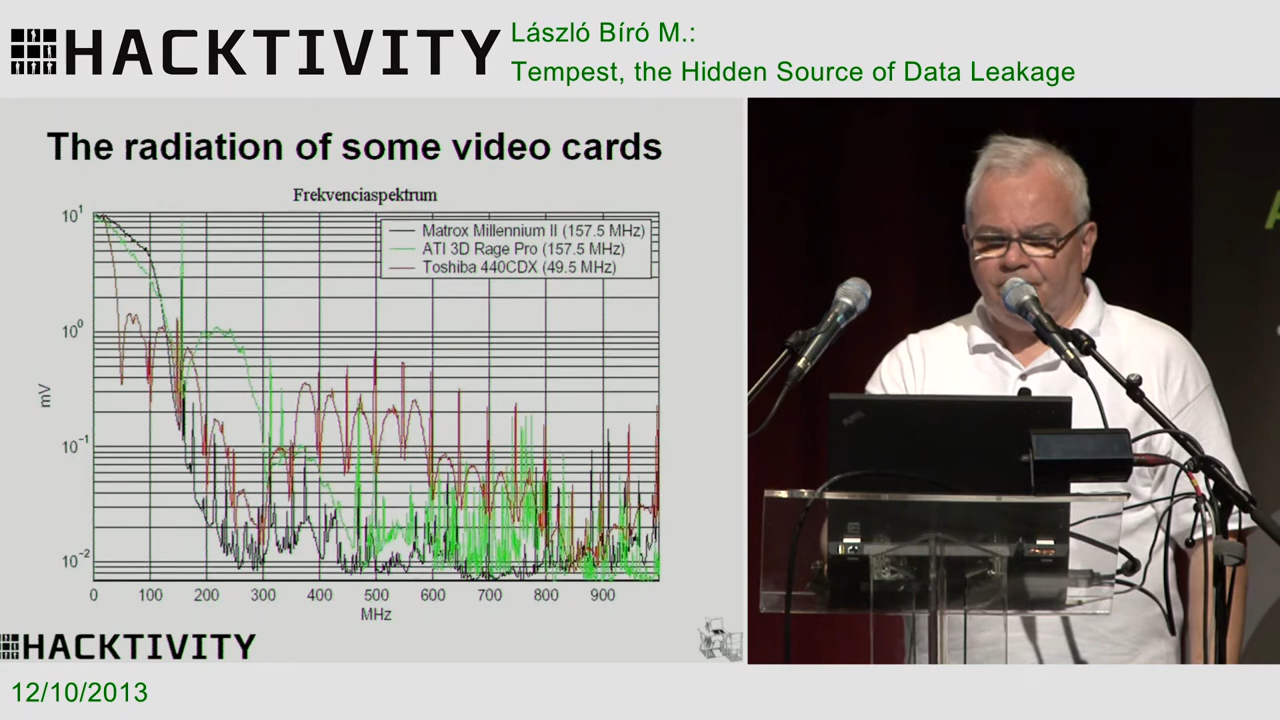 HACKTIVITY
László Bíró M.:
Tempest, the Hidden Source of Data Leakage
The radiation of some video cards
Frekvenciaspektrum
Matrox Millennium II (157.5 MHz)
ATI 3D Rage Pro (157.5 MHz)
Toshiba 440CDX (49.5 MHz)
10¹
10⁰
10⁻¹
10⁻²
mV
0 100 200 300 400 500 600 700 800 900
MHz
HACKTIVITY
12/10/2013